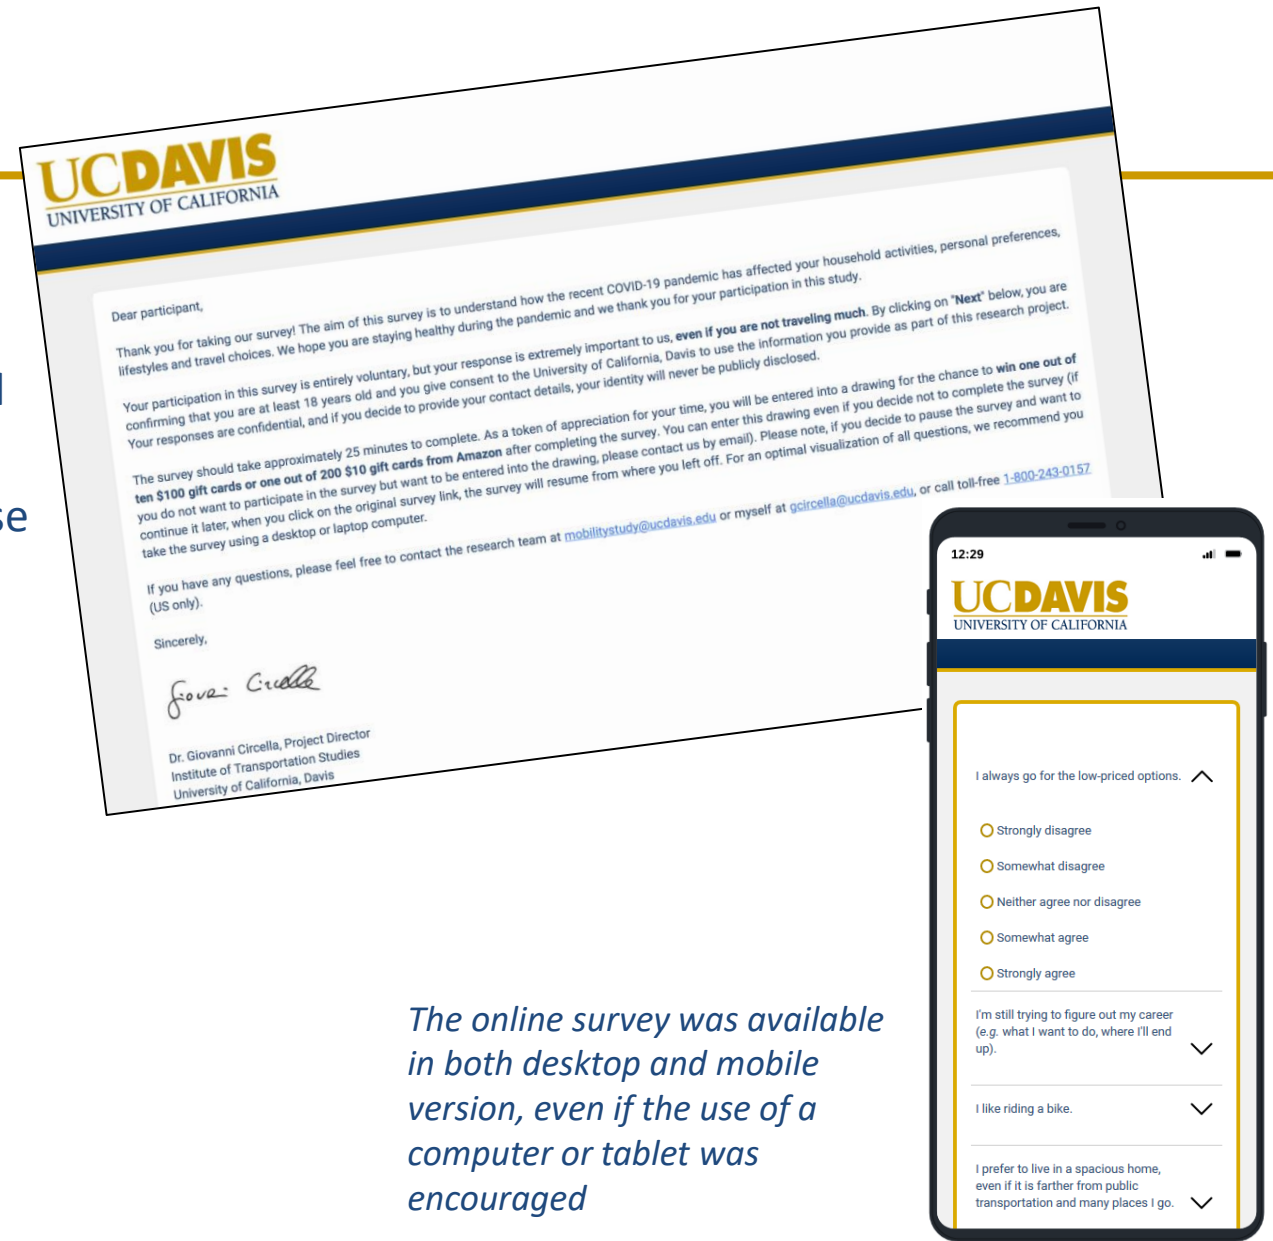 UCDAVIS
UNIVERSITY OF CALIFORNIA
Dear participant,
Thank you for taking our survey! The aim of this survey is to understand how the recent COVID-19 pandemic has affected your household activities, personal preferences,
lifestyles and travel choices. We hope you are staying healthy during the pandemic and we thank you for your participation in this study.
Your participation in this survey is entirely voluntary, but your response is extremely important to us, even if you are not traveling much. By clicking on "Next" below, you are
confirming that you are at least 18 years old and you give consent to the University of California, Davis to use the information you provide as part of this research project.
Your responses are confidential, and if you decide to provide your contact details, your identity will never be publicly disclosed.
The survey should take approximately 25 minutes to complete. As a token of appreciation for your time, you will be entered into a drawing for the chance to win one out of
ten $100 gift cards or one out of 200 $10 gift cards from Amazon after completing the survey. You can enter this drawing even if you decide not to complete the survey (if
you do not want to participate in the survey but want to be entered into the drawing, please contact us by email). Please note, if you decide to pause the survey and want to
continue it later, when you click on the original survey link, the survey will resume from where you left off. For an optimal visualization of all questions, we recommend you
take the survey using a desktop or laptop computer.
If you have any questions, please feel free to contact the research team at mobilitystudy@ucdavis.edu or myself at gcircella@ucdavis.edu, or call toll-free 1-800-243-0157
(US only).
Sincerely,
Giovanni Circella
Dr. Giovanni Circella, Project Director
Institute of Transportation Studies
University of California, Davis
se
12:29
UCDAVIS
UNIVERSITY OF CALIFORNIA
I always go for the low-priced options.
Strongly disagree
Somewhat disagree
Neither agree nor disagree
Somewhat agree
Strongly agree
I'm still trying to figure out my career
(e.g. what I want to do, where I'll end
up).
I like riding a bike.
I prefer to live in a spacious home,
even if it is farther from public
transportation and many places I go.
The online survey was available
in both desktop and mobile
version, even if the use of a
computer or tablet was
encouraged